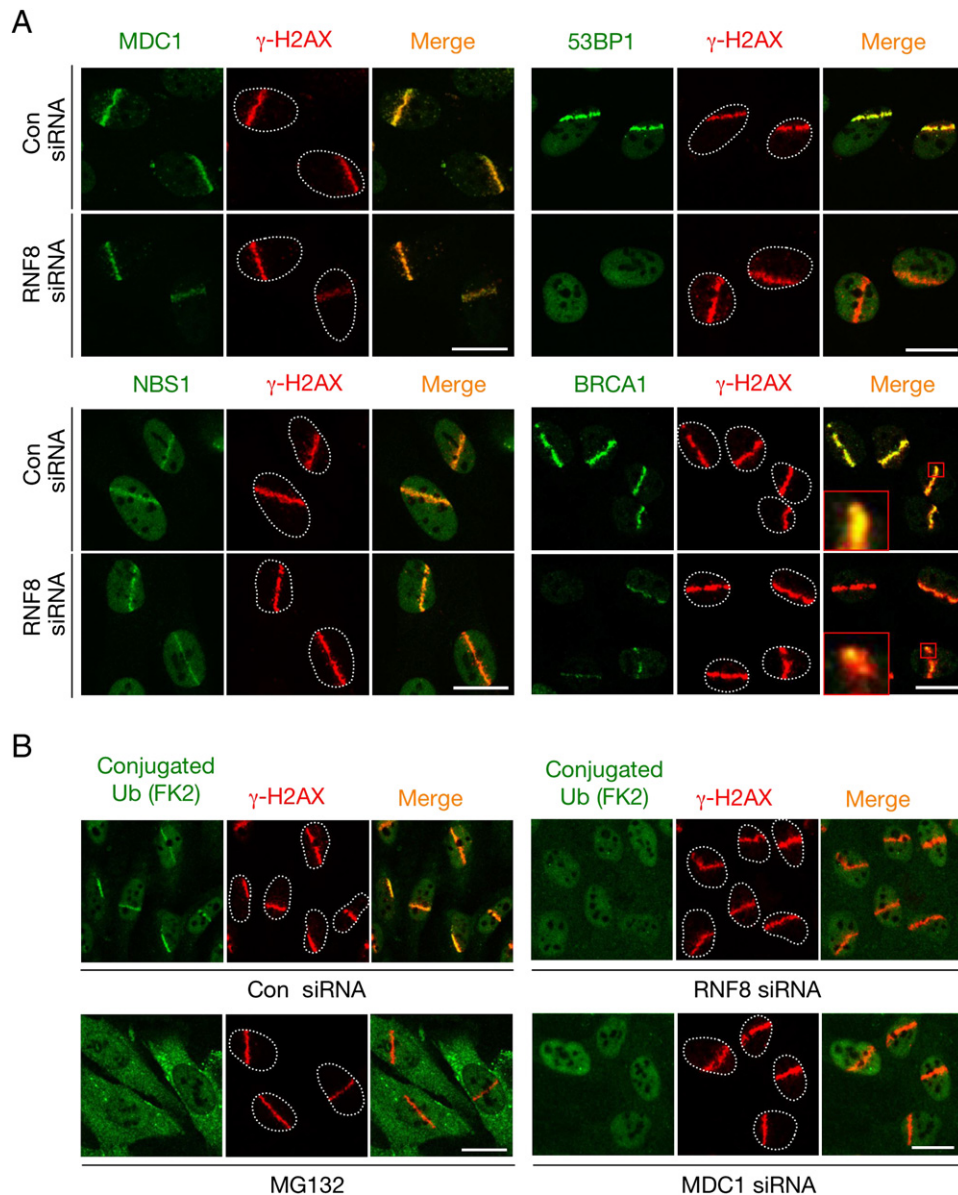 A
MDC1 γ-H2AX Merge 53BP1 γ-H2AX Merge
Con
siRNA
RNF8
siRNA
NBS1 γ-H2AX Merge BRCA1 γ-H2AX Merge
Con
siRNA
RNF8
siRNA
B
Conjugated
Ub (FK2) γ-H2AX Merge
Conjugated
Ub (FK2) γ-H2AX Merge
Con siRNA RNF8 siRNA
MG132 MDC1 siRNA